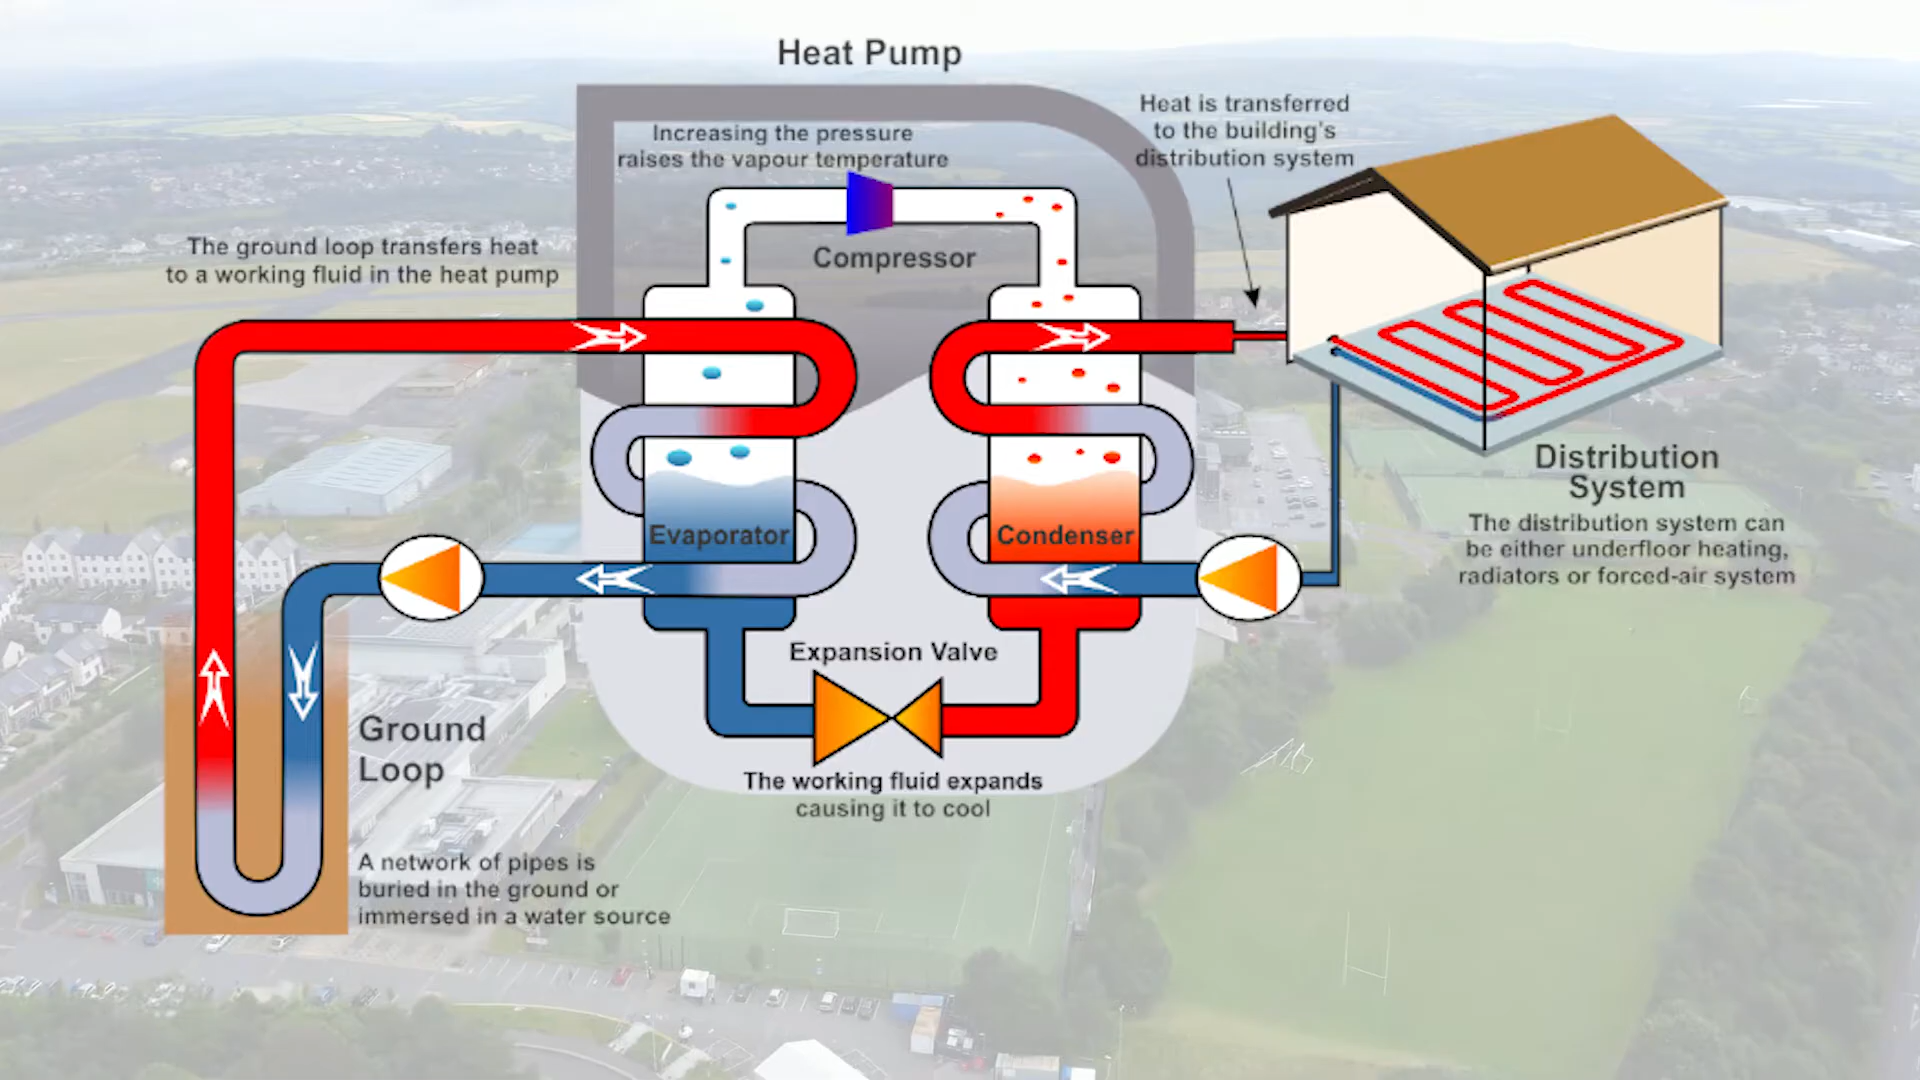 Heat Pump
Increasing the pressure
raises the vapour temperature
Heat is transferred
to the building's
distribution system
The ground loop transfers heat
to a working fluid in the heat pump
Compressor
Evaporator
Condenser
Distribution
System
The distribution system can
be either underfloor heating,
radiators or forced-air system
Expansion Valve
The working fluid expands
causing it to cool
Ground
Loop
A network of pipes is
buried in the ground or
immersed in a water source